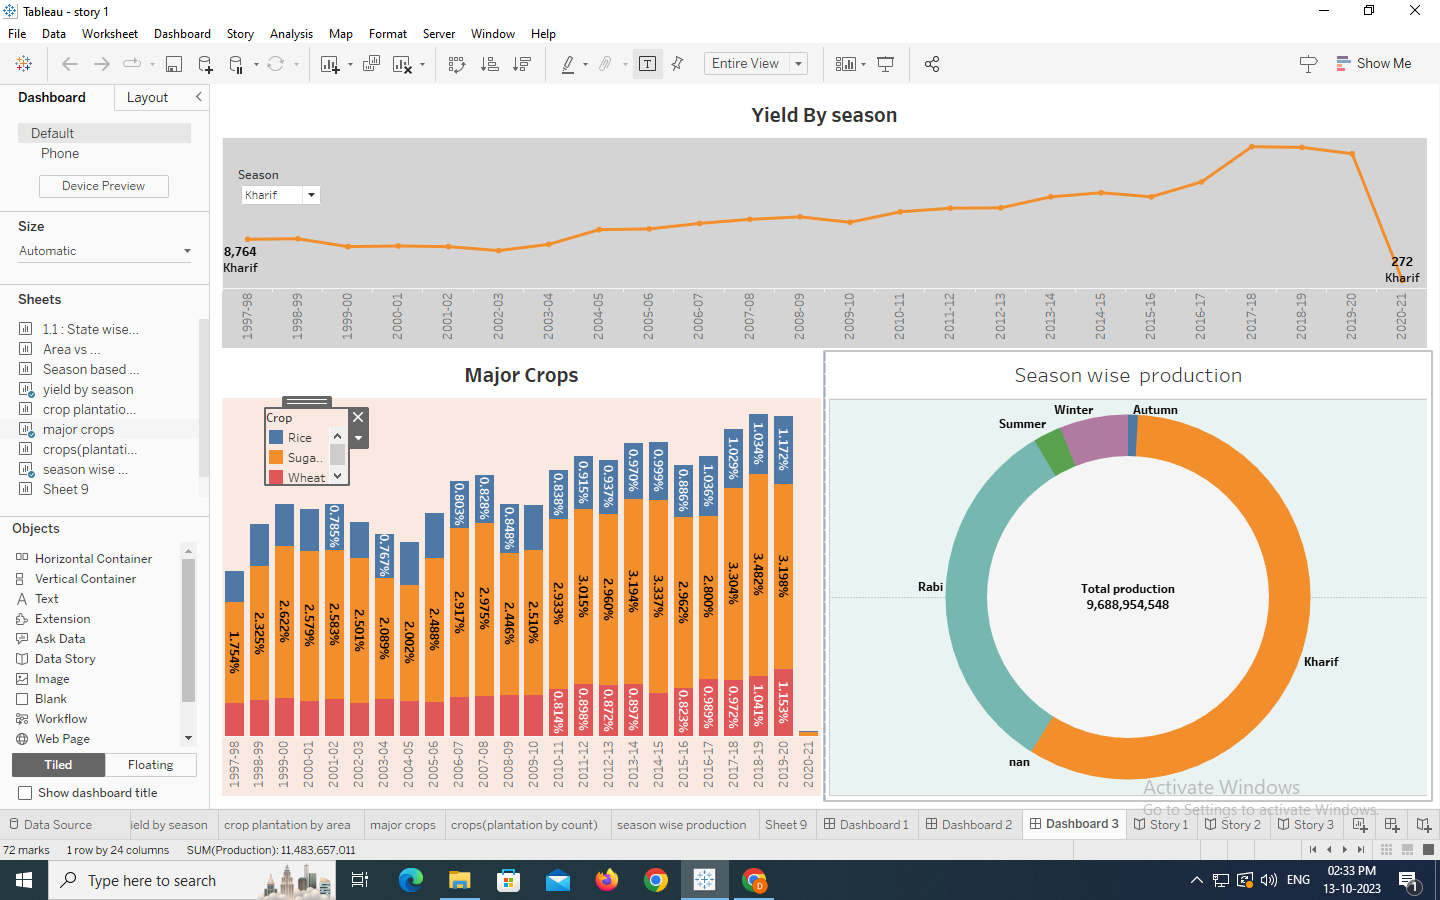 Tableau - story 1
File Data Worksheet Dashboard Story Analysis Map Format Server Window Help
Entire View
Show Me
Dashboard Layout
Default
Phone
Device Preview
Size
Automatic
Sheets
1.1 : State wise...
Area vs ...
Season based ...
yield by season
crop plantatio...
major crops
crops(plantati...
season wise ...
Sheet 9
Objects
Horizontal Container
Vertical Container
Text
Extension
Ask Data
Data Story
Image
Blank
Workflow
Web Page
Tiled Floating
Show dashboard title
Yield By season
Season
Kharif
8,764
Kharif
272
Kharif
1997-98 1998-99 1999-00 2000-01 2001-02 2002-03 2003-04 2004-05 2005-06 2006-07 2007-08 2008-09 2009-10 2010-11 2011-12 2012-13 2013-14 2014-15 2015-16 2016-17 2017-18 2018-19 2019-20 2020-21
Major Crops
Crop
Rice
Suga..
Wheat
0.785% 0.767% 0.803% 0.828% 0.848% 0.838% 0.915% 0.937% 0.970% 0.999% 0.886% 1.036% 1.029% 1.034% 1.172%
1.754% 2.325% 2.622% 2.579% 2.583% 2.501% 2.089% 2.002% 2.488% 2.917% 2.975% 2.446% 2.510% 2.933% 3.015% 2.960% 3.194% 3.337% 2.962% 2.800% 3.304% 3.482% 3.198%
0.814% 0.898% 0.872% 0.897% 0.823% 0.989% 0.972% 1.041% 1.153%
1997-98 1998-99 1999-00 2000-01 2001-02 2002-03 2003-04 2004-05 2005-06 2006-07 2007-08 2008-09 2009-10 2010-11 2011-12 2012-13 2013-14 2014-15 2015-16 2016-17 2017-18 2018-19 2019-20 2020-21
Season wise production
Winter
Autumn
Summer
Rabi
Total production
9,688,954,548
Kharif
nan
Activate Windows
Go to Settings to activate Windows.
Data Source ield by season crop plantation by area major crops crops(plantation by count) season wise production Sheet 9 Dashboard 1 Dashboard 2 Dashboard 3 Story 1 Story 2 Story 3
72 marks 1 row by 24 columns SUM(Production): 11,483,657,011
Type here to search
D
ENG
02:33 PM
13-10-2023
1